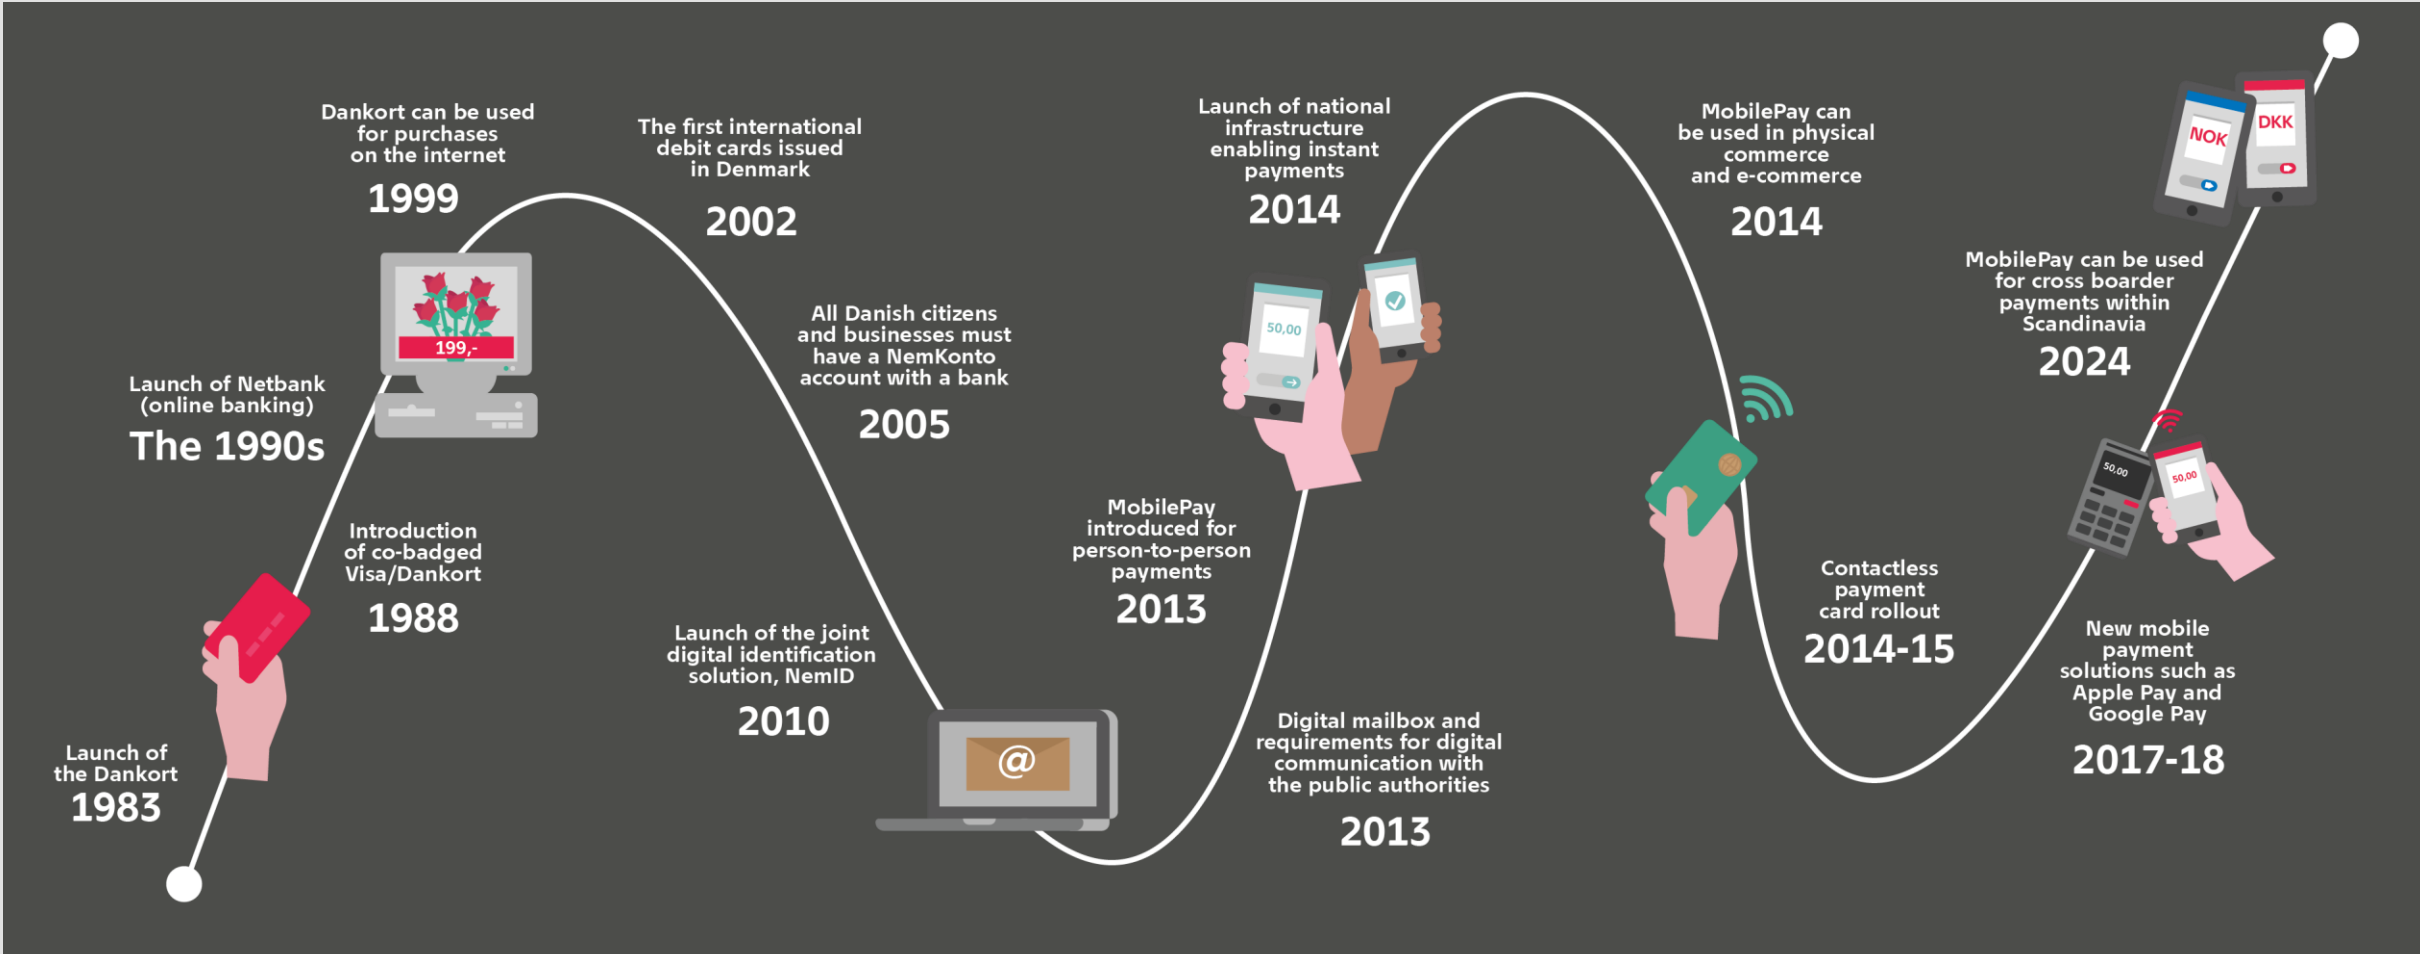 Launch of
the Dankort
1983
Introduction
of co-badged
Visa/Dankort
1988
Launch of Netbank
(online banking)
The 1990s
Dankort can be used
for purchases
on the internet
1999
199,-
The first international
debit cards issued
in Denmark
2002
All Danish citizens
and businesses must
have a NemKonto
account with a bank
2005
Launch of the joint
digital identification
solution, NemID
2010
@
Digital mailbox and
requirements for digital
communication with
the public authorities
2013
MobilePay
introduced for
person-to-person
payments
2013
50,00
Launch of national
infrastructure
enabling instant
payments
2014
MobilePay can
be used in physical
commerce
and e-commerce
2014
Contactless
payment
card rollout
2014-15
New mobile
payment
solutions such as
Apple Pay and
Google Pay
2017-18
50,00
50,00
MobilePay can be used
for cross boarder
payments within
Scandinavia
2024
NOK
DKK